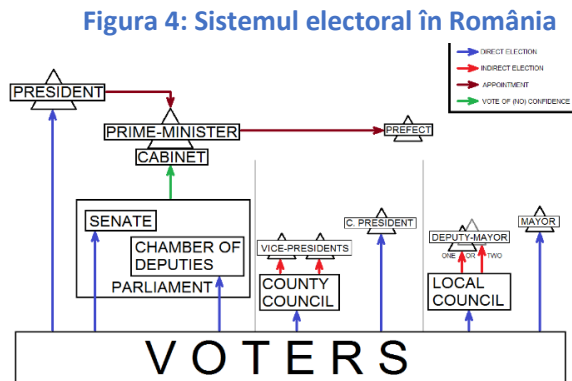 Figura 4: Sistemul electoral în România
DIRECT ELECTION
INDIRECT ELECTION
APPOINTMENT
VOTE OF (NO) CONFIDENCE
PRESIDENT
PRIME-MINISTER
CABINET
PREFECT
SENATE
CHAMBER OF
DEPUTIES
PARLIAMENT
VICE-PRESIDENTS
COUNTY
COUNCIL
C. PRESIDENT
DEPUTY-MAYOR
ONE OR TWO
LOCAL
COUNCIL
MAYOR
VOTERS